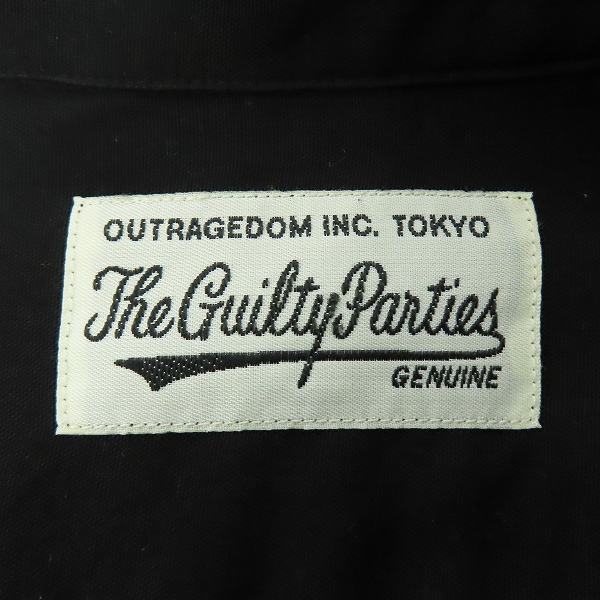 OUTRAGEDOM INC. TOKYO
The Guilty Parties
GENUINE